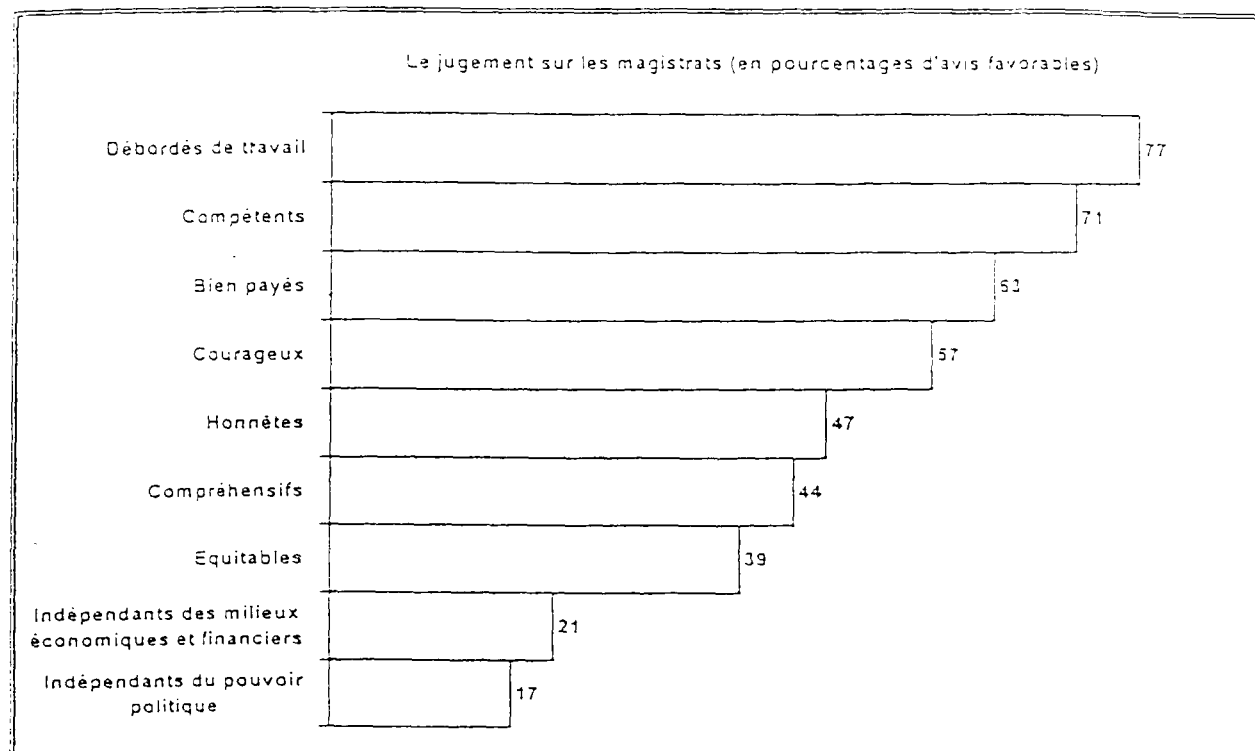 Le jugement sur les magistrats (en pourcentages d'avis favorables)
Débordés de travail
77
Compétents
71
Bien payés
63
Courageux
57
Honnêtes
47
Compréhensifs
44
Equitables
39
Indépendants des milieux
économiques et financiers
21
Indépendants du pouvoir
politique
17